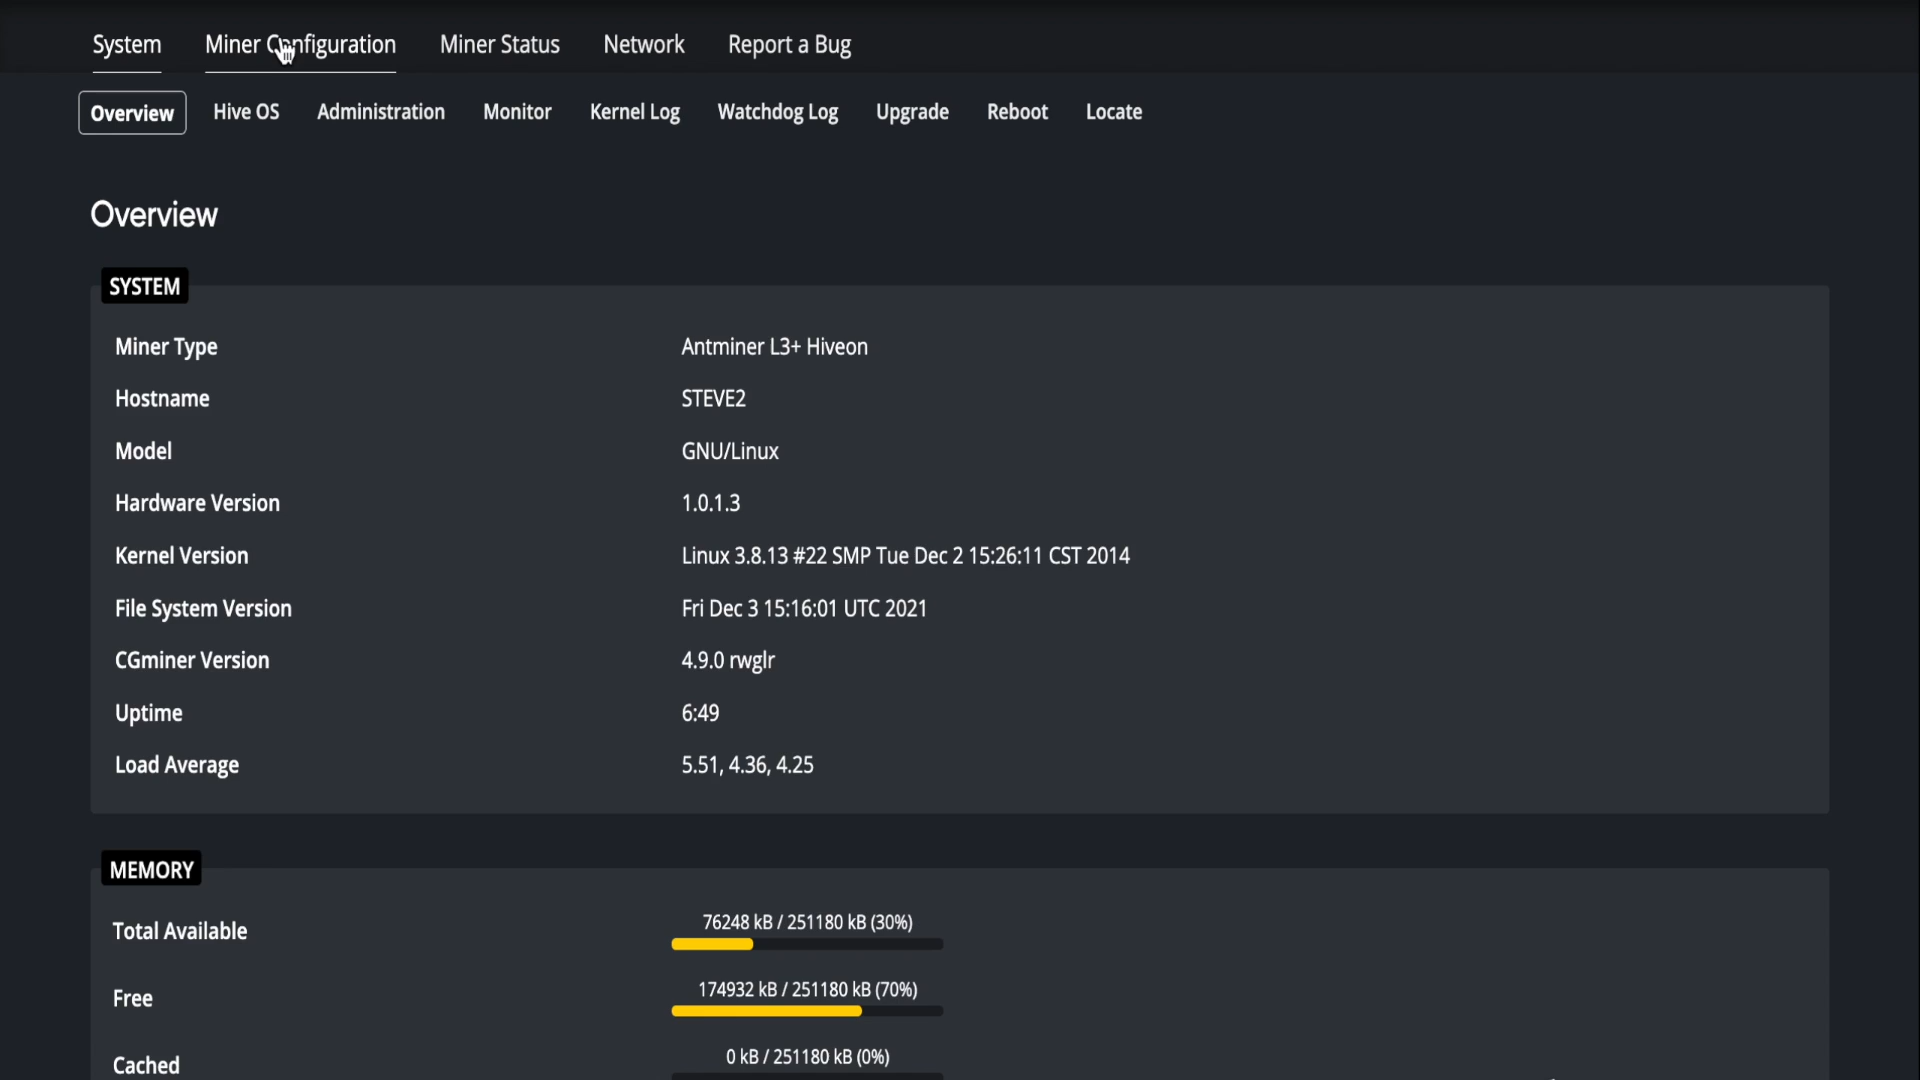 System Miner Configuration Miner Status Network Report a Bug
Overview Hive OS Administration Monitor Kernel Log Watchdog Log Upgrade Reboot Locate
Overview
SYSTEM
Miner Type Antminer L3+ Hiveon
Hostname STEVE2
Model GNU/Linux
Hardware Version 1.0.1.3
Kernel Version Linux 3.8.13 #22 SMP Tue Dec 2 15:26:11 CST 2014
File System Version Fri Dec 3 15:16:01 UTC 2021
CGminer Version 4.9.0 rwglr
Uptime 6:49
Load Average 5.51, 4.36, 4.25
MEMORY
Total Available 76248 kB / 251180 kB (30%)
Free 174932 kB / 251180 kB (70%)
Cached 0 kB / 251180 kB (0%)